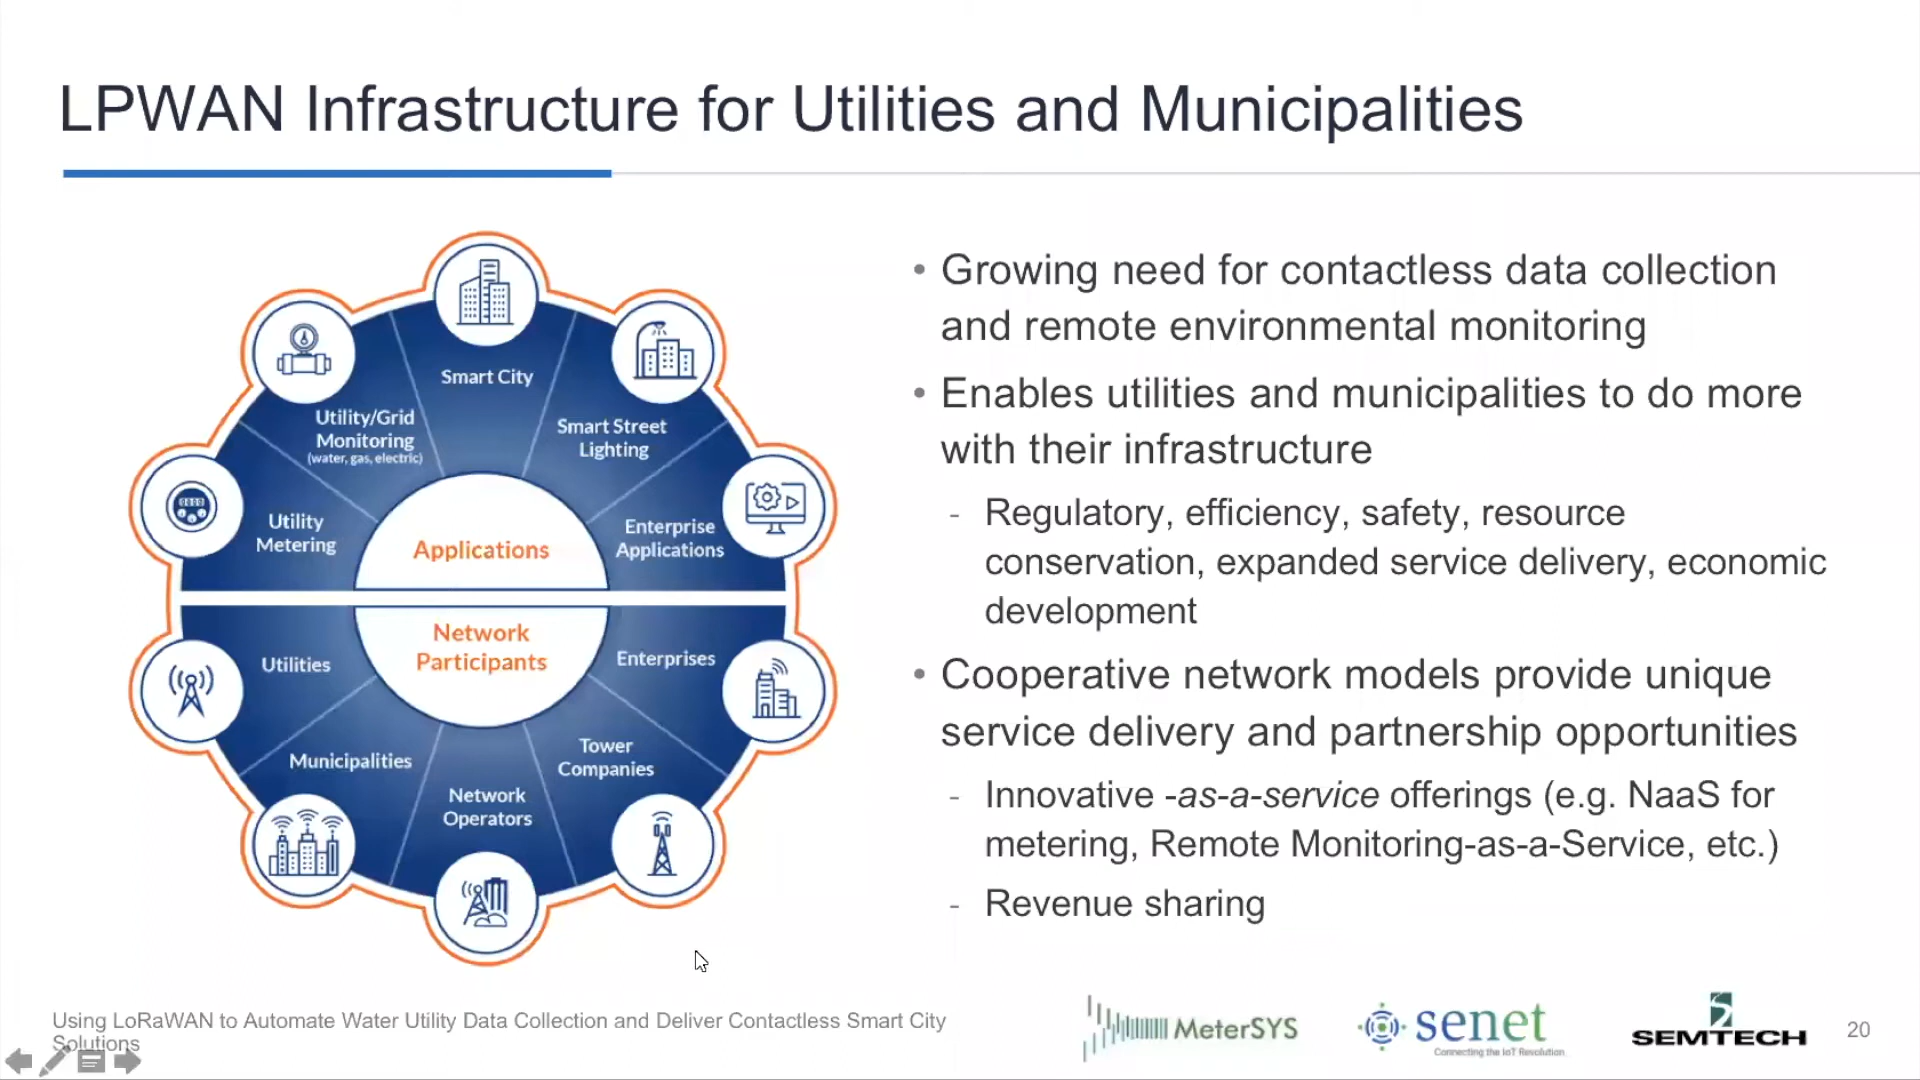 LPWAN Infrastructure for Utilities and Municipalities
Smart City
Utility/Grid
Monitoring
(water, gas, electric)
Smart Street
Lighting
Utility
Metering
Enterprise
Applications
Applications
Network
Participants
Utilities
Enterprises
Municipalities
Tower
Companies
Network
Operators
• Growing need for contactless data collection
and remote environmental monitoring
• Enables utilities and municipalities to do more
with their infrastructure
- Regulatory, efficiency, safety, resource
conservation, expanded service delivery, economic
development
• Cooperative network models provide unique
service delivery and partnership opportunities
- Innovative -as-a-service offerings (e.g. NaaS for
metering, Remote Monitoring-as-a-Service, etc.)
- Revenue sharing
Using LoRaWAN to Automate Water Utility Data Collection and Deliver Contactless Smart City
Solutions
MeterSYS
senet
Connecting the IoT Revolution
SEMTECH
20